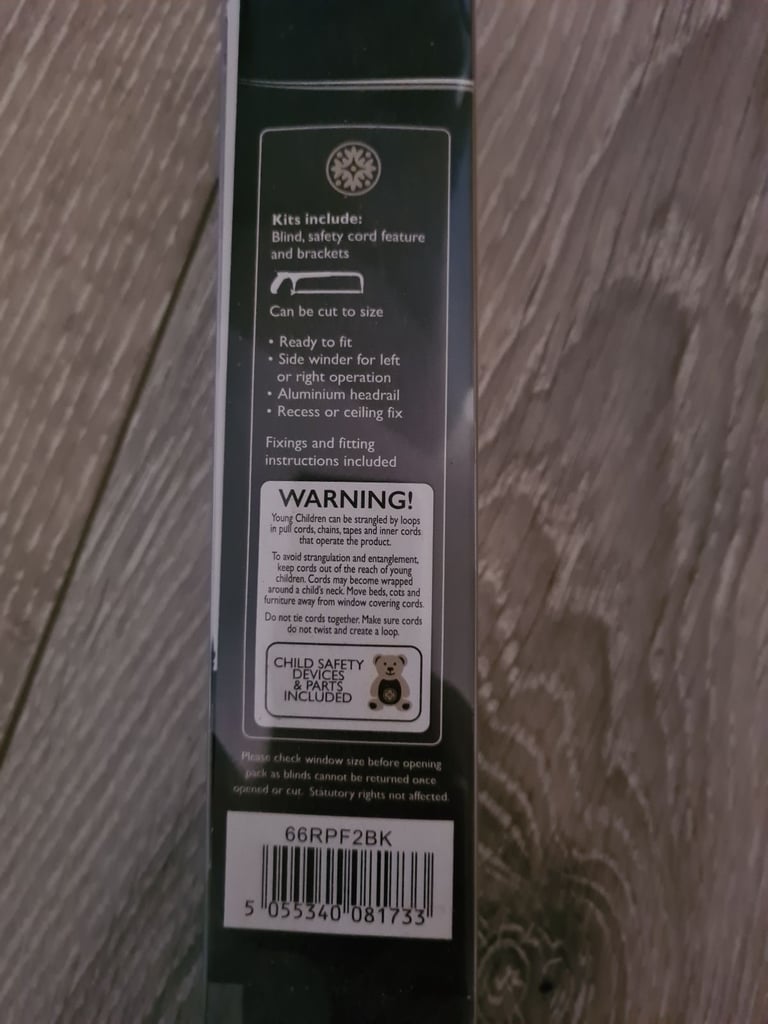 Kits include:
Blind, safety cord feature
and brackets
Can be cut to size
• Ready to fit
• Side winder for left
or right operation
• Aluminium headrail
• Recess or ceiling fix
Fixings and fitting
instructions included
WARNING!
Young Children can be strangled by loops
in pull cords, chains, tapes and inner cords
that operate the product.
To avoid strangulation and entanglement,
keep cords out of the reach of young
children. Cords may become wrapped
around a child's neck. Move beds, cots and
furniture away from window covering cords.
Do not tie cords together. Make sure cords
do not twist and create a loop.
CHILD SAFETY
DEVICES
& PARTS
INCLUDED
Please check window size before opening
pack as blinds cannot be returned once
opened or cut. Statutory rights not affected.
66RPF2BK
5 055340 081733